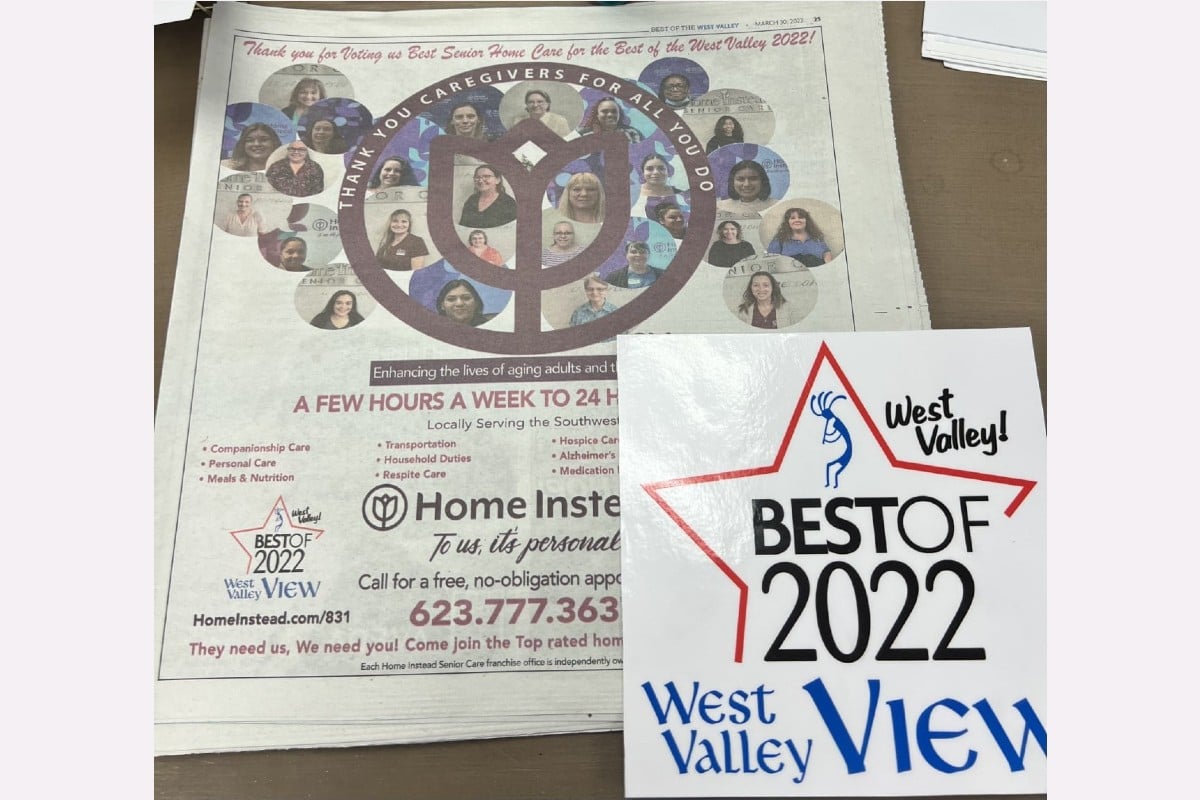 BEST OF THE WEST VALLEY • MARCH 30, 2022 25
Thank you for Voting us Best Senior Home Care for the Best of the West Valley 2022!
THANK YOU CAREGIVERS FOR ALL YOU DO
Enhancing the lives of aging adults and
A FEW HOURS A WEEK TO 24
Locally Serving the Southwest
• Companionship Care
• Personal Care
• Meals & Nutrition
• Transportation
• Household Duties
• Respite Care
• Hospice
• Alzheimer's
• Medication
Home
To us, it's personal
Call for a free, no-obligation
623.777.363
West Valley!
BEST OF
2022
West Valley VIEW
HomeInstead.com/831
They need us, We need you! Come join the Top rated
Each Home Instead Senior Care franchise office is independently
West
Valley!
BESTOF
2022
West
Valley VIEW